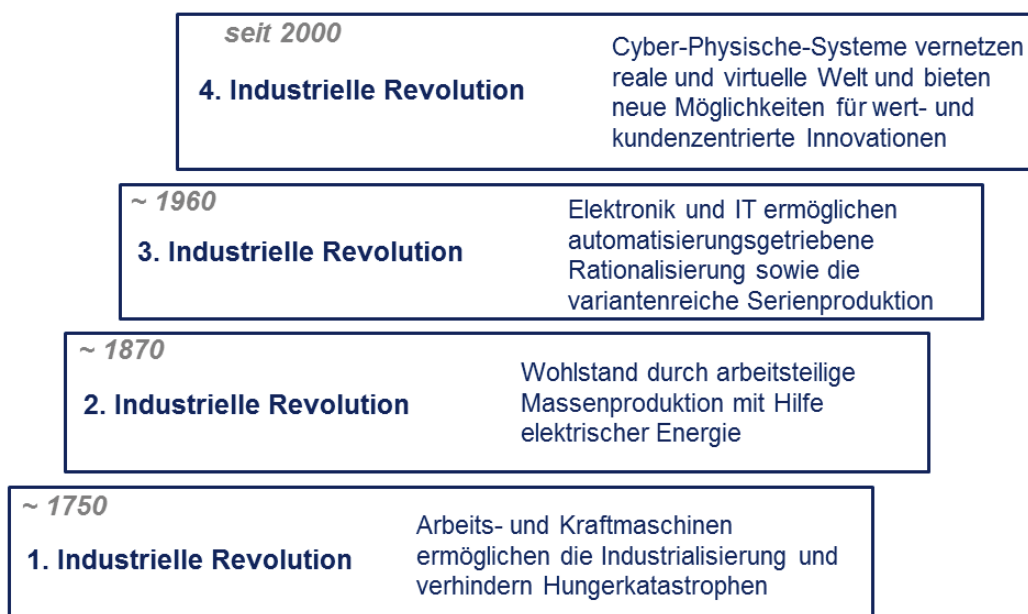 seit 2000
4. Industrielle Revolution
Cyber-Physische-Systeme vernetzen
reale und virtuelle Welt und bieten
neue Möglichkeiten für wert- und
kundenzentrierte Innovationen
~ 1960
3. Industrielle Revolution
Elektronik und IT ermöglichen
automatisierungsgetriebene
Rationalisierung sowie die
variantenreiche Serienproduktion
~ 1870
2. Industrielle Revolution
Wohlstand durch arbeitsteilige
Massenproduktion mit Hilfe
elektrischer Energie
~ 1750
1. Industrielle Revolution
Arbeits- und Kraftmaschinen
ermöglichen die Industrialisierung und
verhindern Hungerkatastrophen